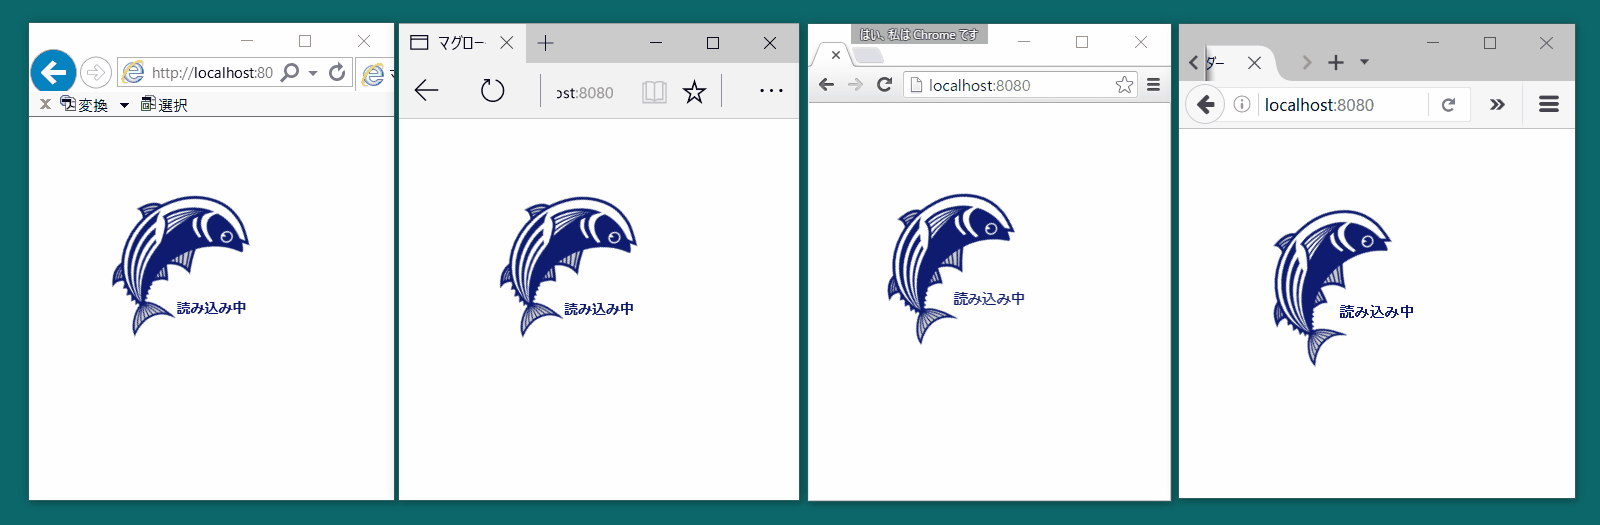 http://localhost:80
変換
選択
読み込み中
マグロー
ost:8080
読み込み中
はい、私は Chrome です
localhost:8080
読み込み中
ダー
localhost:8080
読み込み中